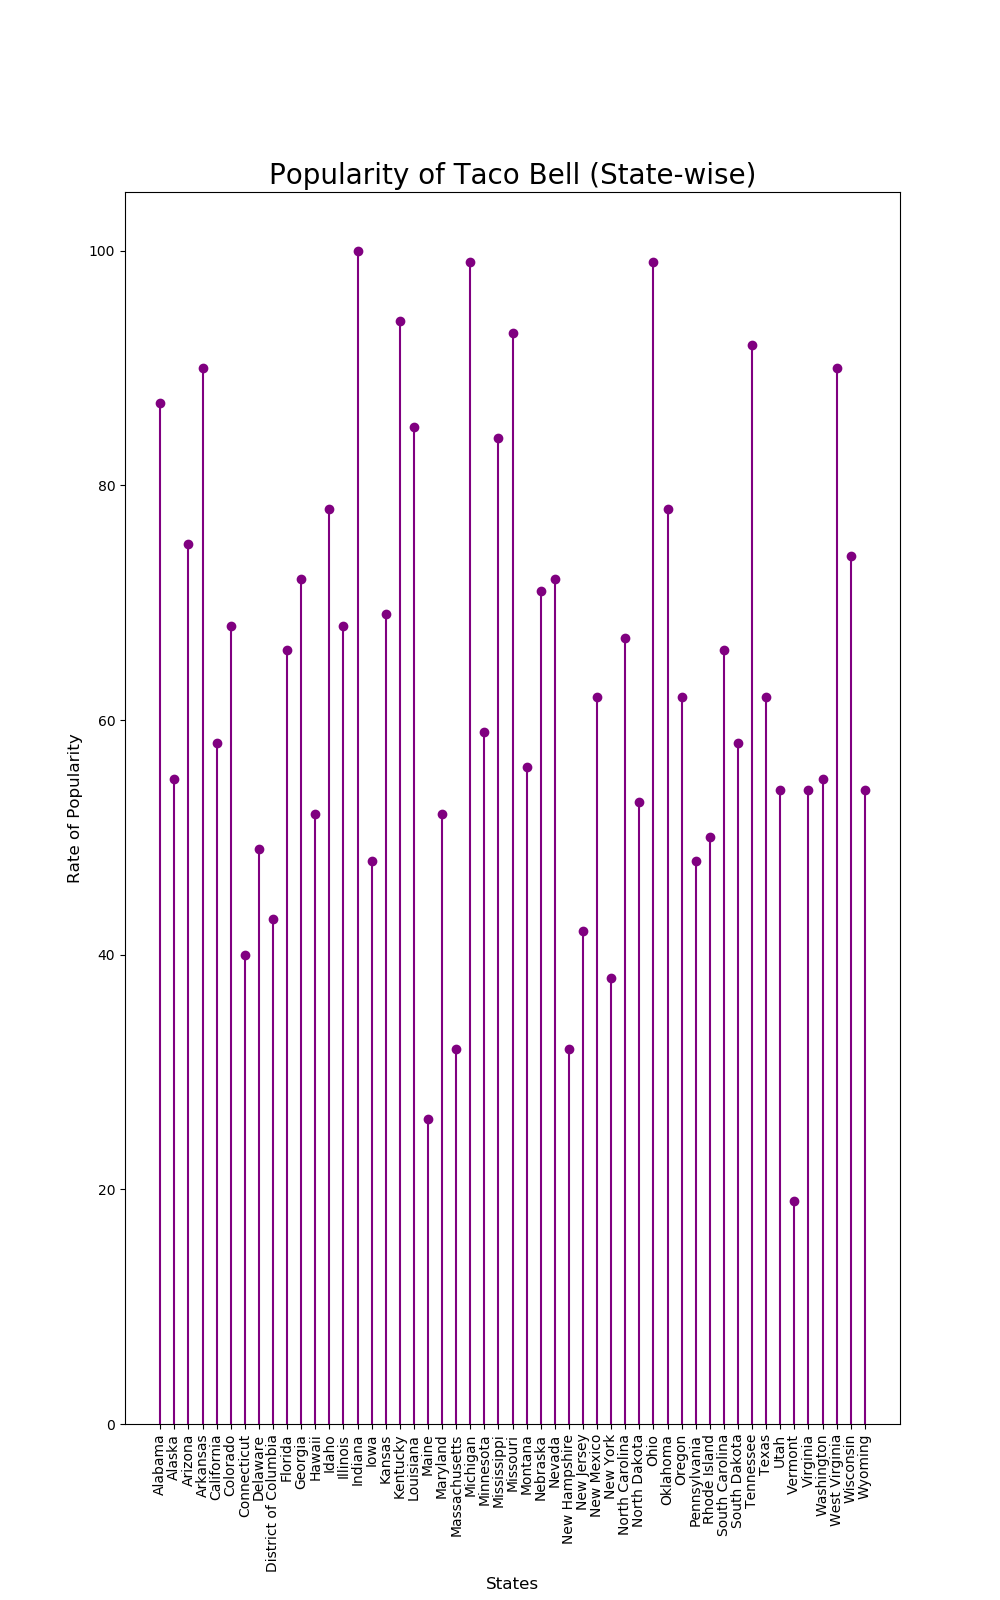 Popularity of Taco Bell (State-wise)
100
80
60
40
20
0
Rate of Popularity
Alabama
Alaska
Arizona
Arkansas
California
Colorado
Connecticut
Delaware
District of Columbia
Florida
Georgia
Hawaii
Idaho
Illinois
Indiana
Iowa
Kansas
Kentucky
Louisiana
Maine
Maryland
Massachusetts
Michigan
Minnesota
Mississippi
Missouri
Montana
Nebraska
Nevada
New Hampshire
New Jersey
New Mexico
New York
North Carolina
North Dakota
Ohio
Oklahoma
Oregon
Pennsylvania
Rhode Island
South Carolina
South Dakota
Tennessee
Texas
Utah
Vermont
Virginia
Washington
West Virginia
Wisconsin
Wyoming
States